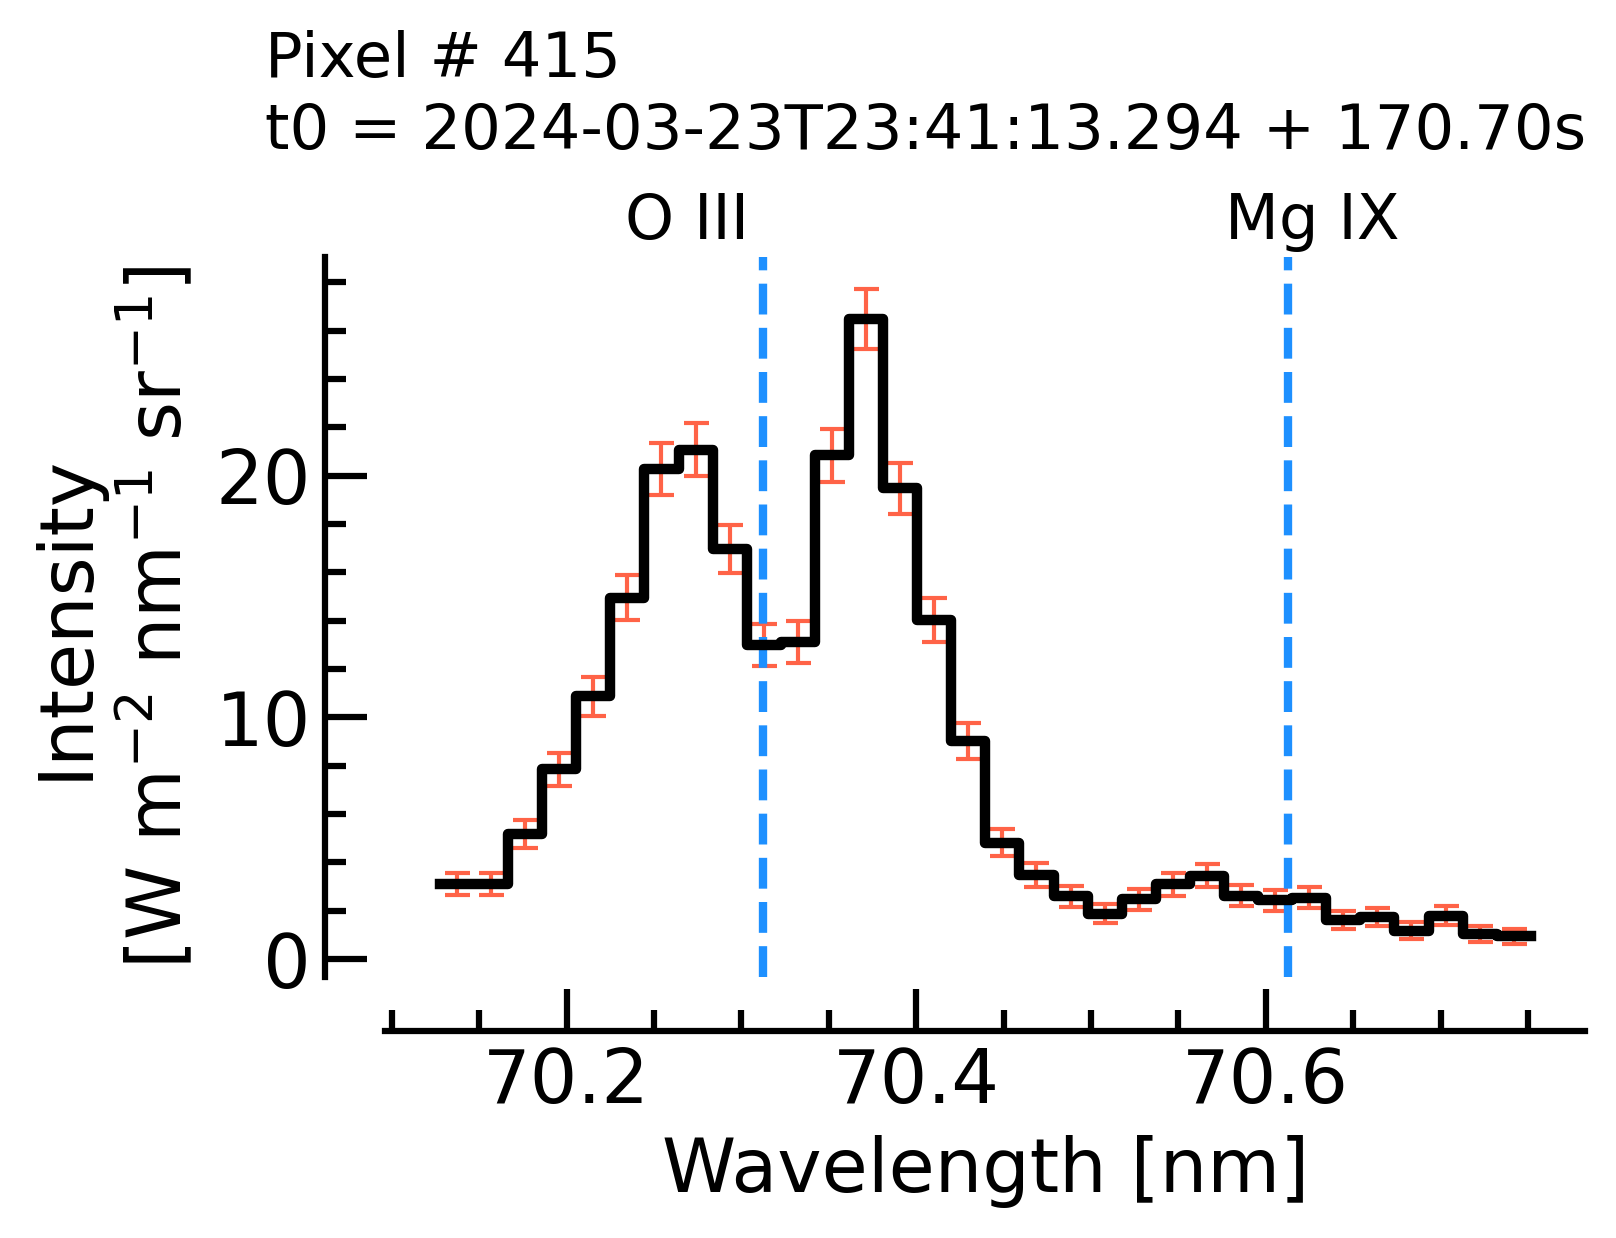 Pixel # 415
t0 = 2024-03-23T23:41:13.294 + 170.70s
O III
Mg IX
Intensity
[W m⁻² nm⁻¹ sr⁻¹]
20
10
0
70.2
70.4
70.6
Wavelength [nm]